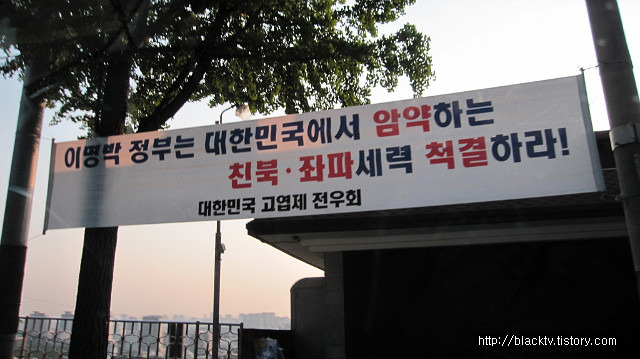 이명박 정부는 대한민국에서 암약하는
친북·좌파세력 척결하라!
대한민국 고엽제 전우회
http://blacktv.tistory.com/